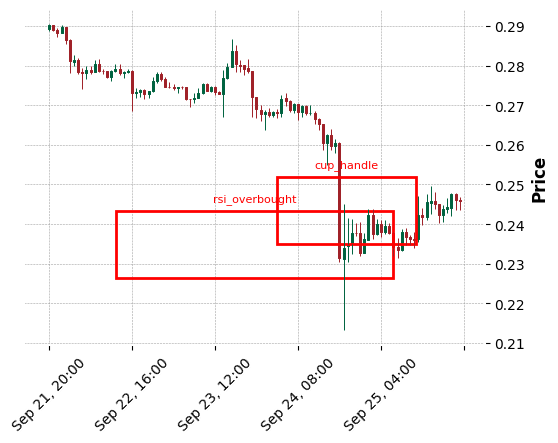 0.29
0.28
0.27
0.26
0.25
0.24
0.23
0.22
0.21
Price
cup_handle
rsi_overbought
Sep 21, 20:00
Sep 22, 16:00
Sep 23, 12:00
Sep 24, 08:00
Sep 25, 04:00